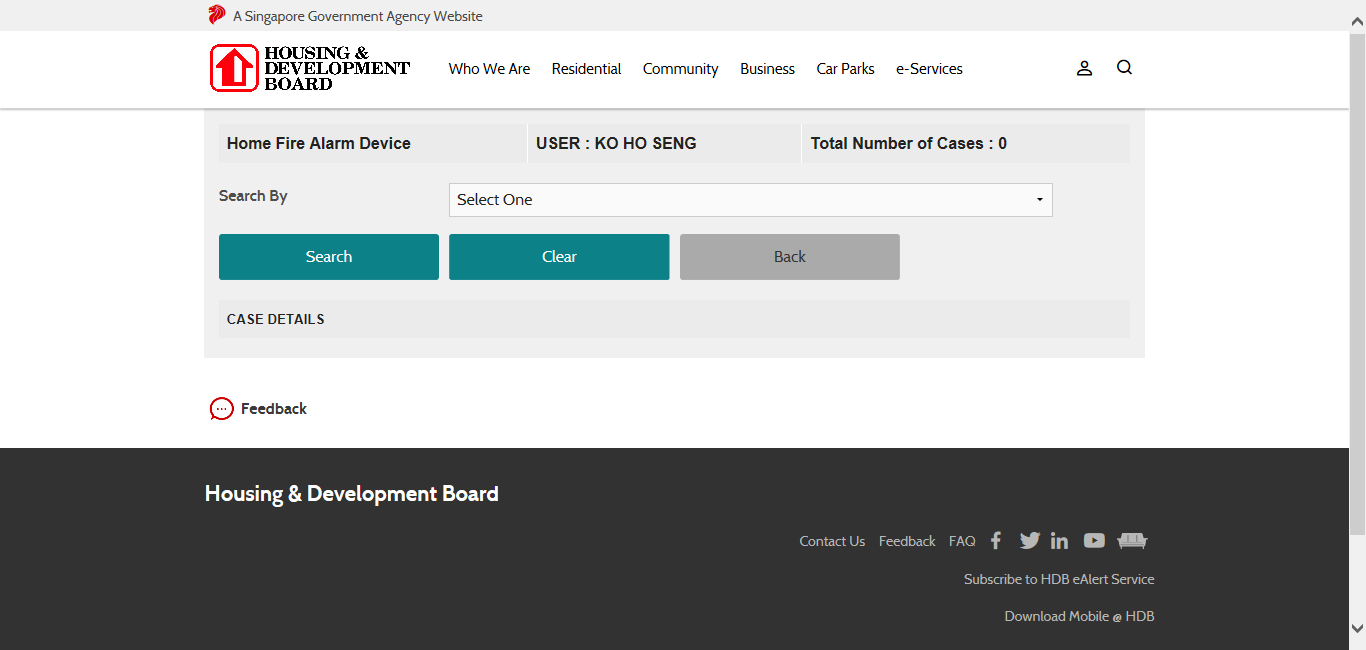 A Singapore Government Agency Website
HOUSING &
DEVELOPMENT
BOARD
Who We Are Residential Community Business Car Parks e-Services
Home Fire Alarm Device USER : KO HO SENG Total Number of Cases : 0
Search By Select One
Search Clear Back
CASE DETAILS
Feedback
Housing & Development Board
Contact Us Feedback FAQ
Subscribe to HDB eAlert Service
Download Mobile @ HDB